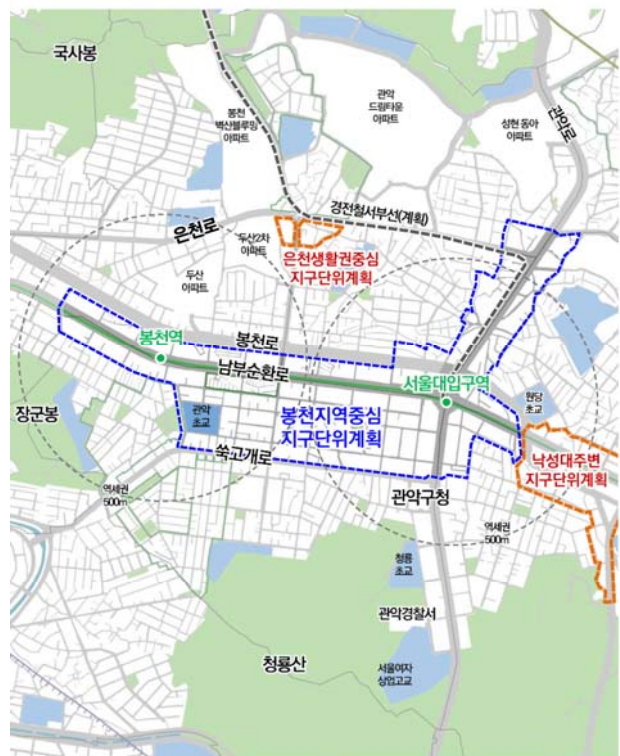 국사봉
관악
드림타운
아파트
성현 동아
아파트
관악로
봉천
벽산블루밍
아파트
경전철서부선(계획)
은천로
두산2차
아파트
은천생활권중심
지구단위계획
두산
아파트
봉천역
봉천로
남부순환로
서울대입구역
장군봉
관악
초교
봉천지역중심
지구단위계획
원당
초교
쑥고개로
낙성대주변
지구단위계획
역세권
500m
관악구청
역세권
500m
청룡
초교
관악경찰서
청룡산
서울여자
상업고교